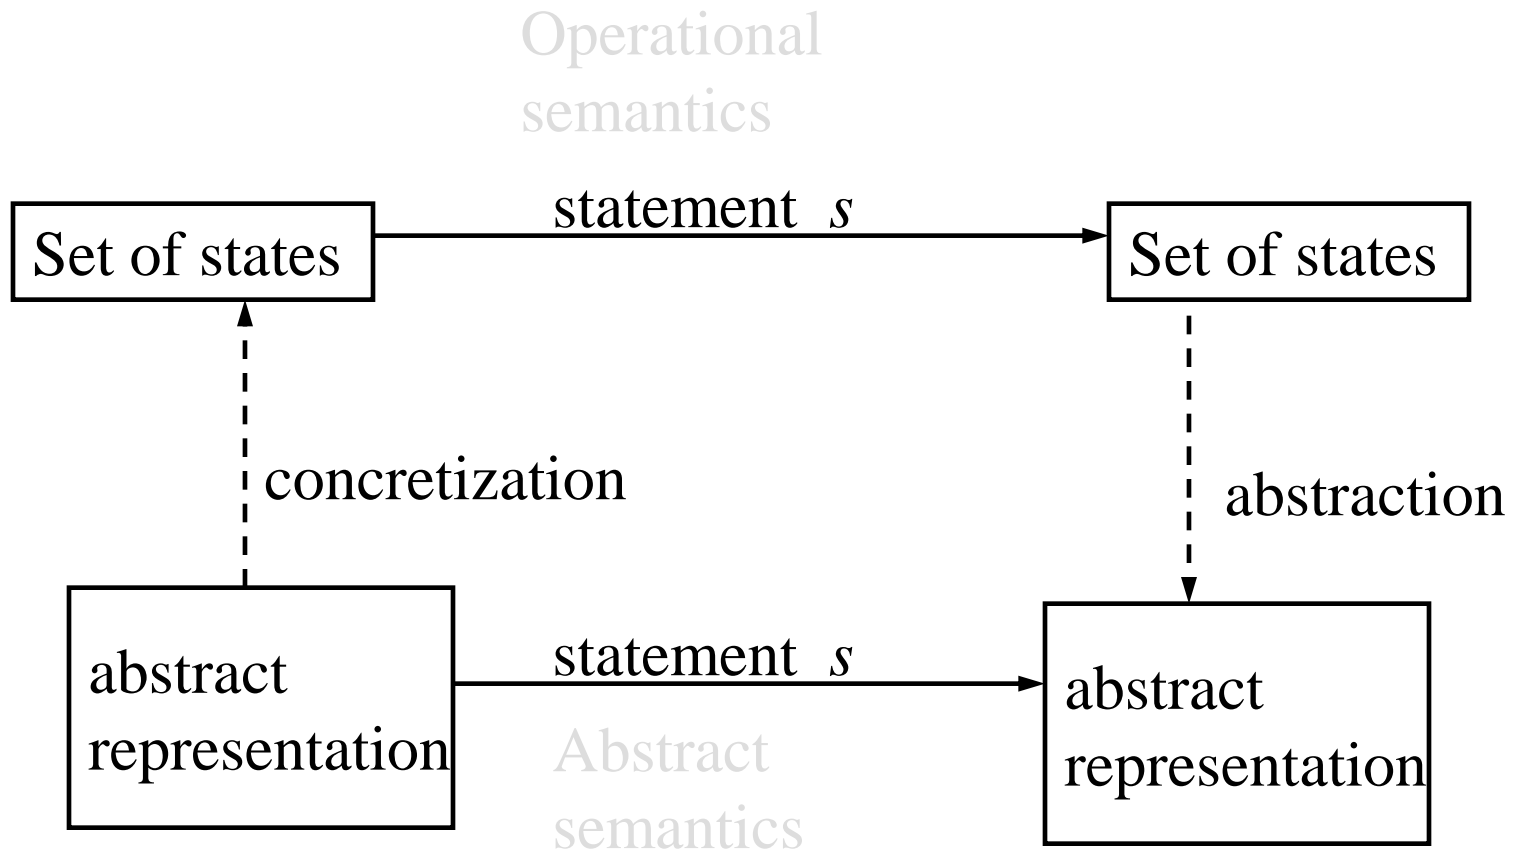 Operational
semantics
statement s
Set of states
Set of states
concretization
abstraction
abstract
representation
statement s
abstract
representation
Abstract
semantics